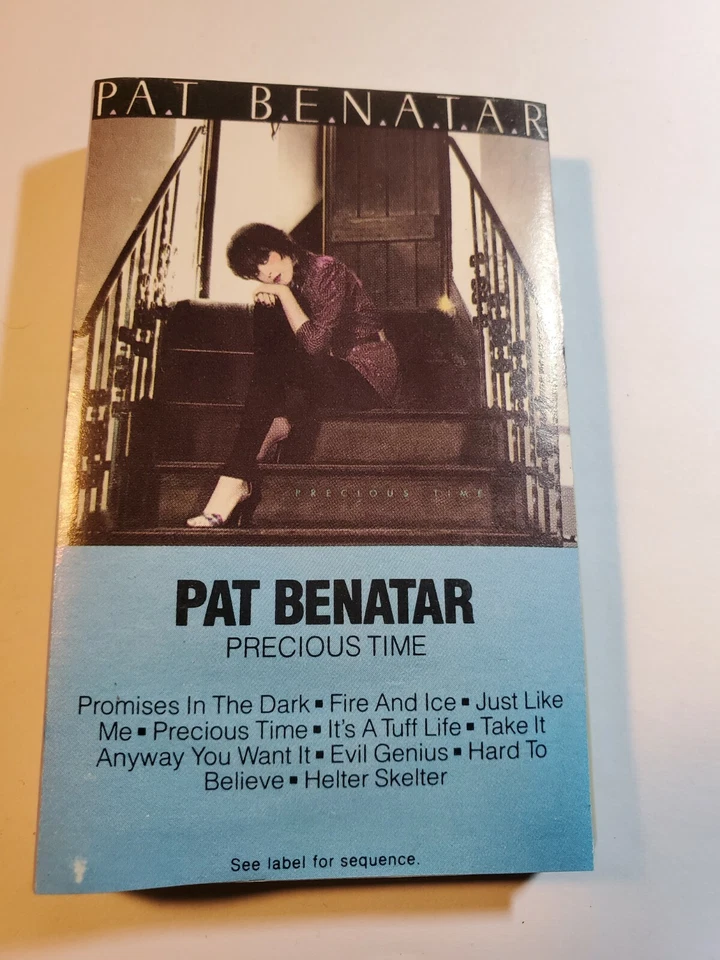 P.A.T B.E.N.A.T.A.R
PRECIOUS TIME
PAT BENATAR
PRECIOUS TIME
Promises In The Dark ▪ Fire And Ice ▪ Just Like
Me ▪ Precious Time ▪ It's A Tuff Life ▪ Take It
Anyway You Want It ▪ Evil Genius ▪ Hard To
Believe ▪ Helter Skelter
See label for sequence.